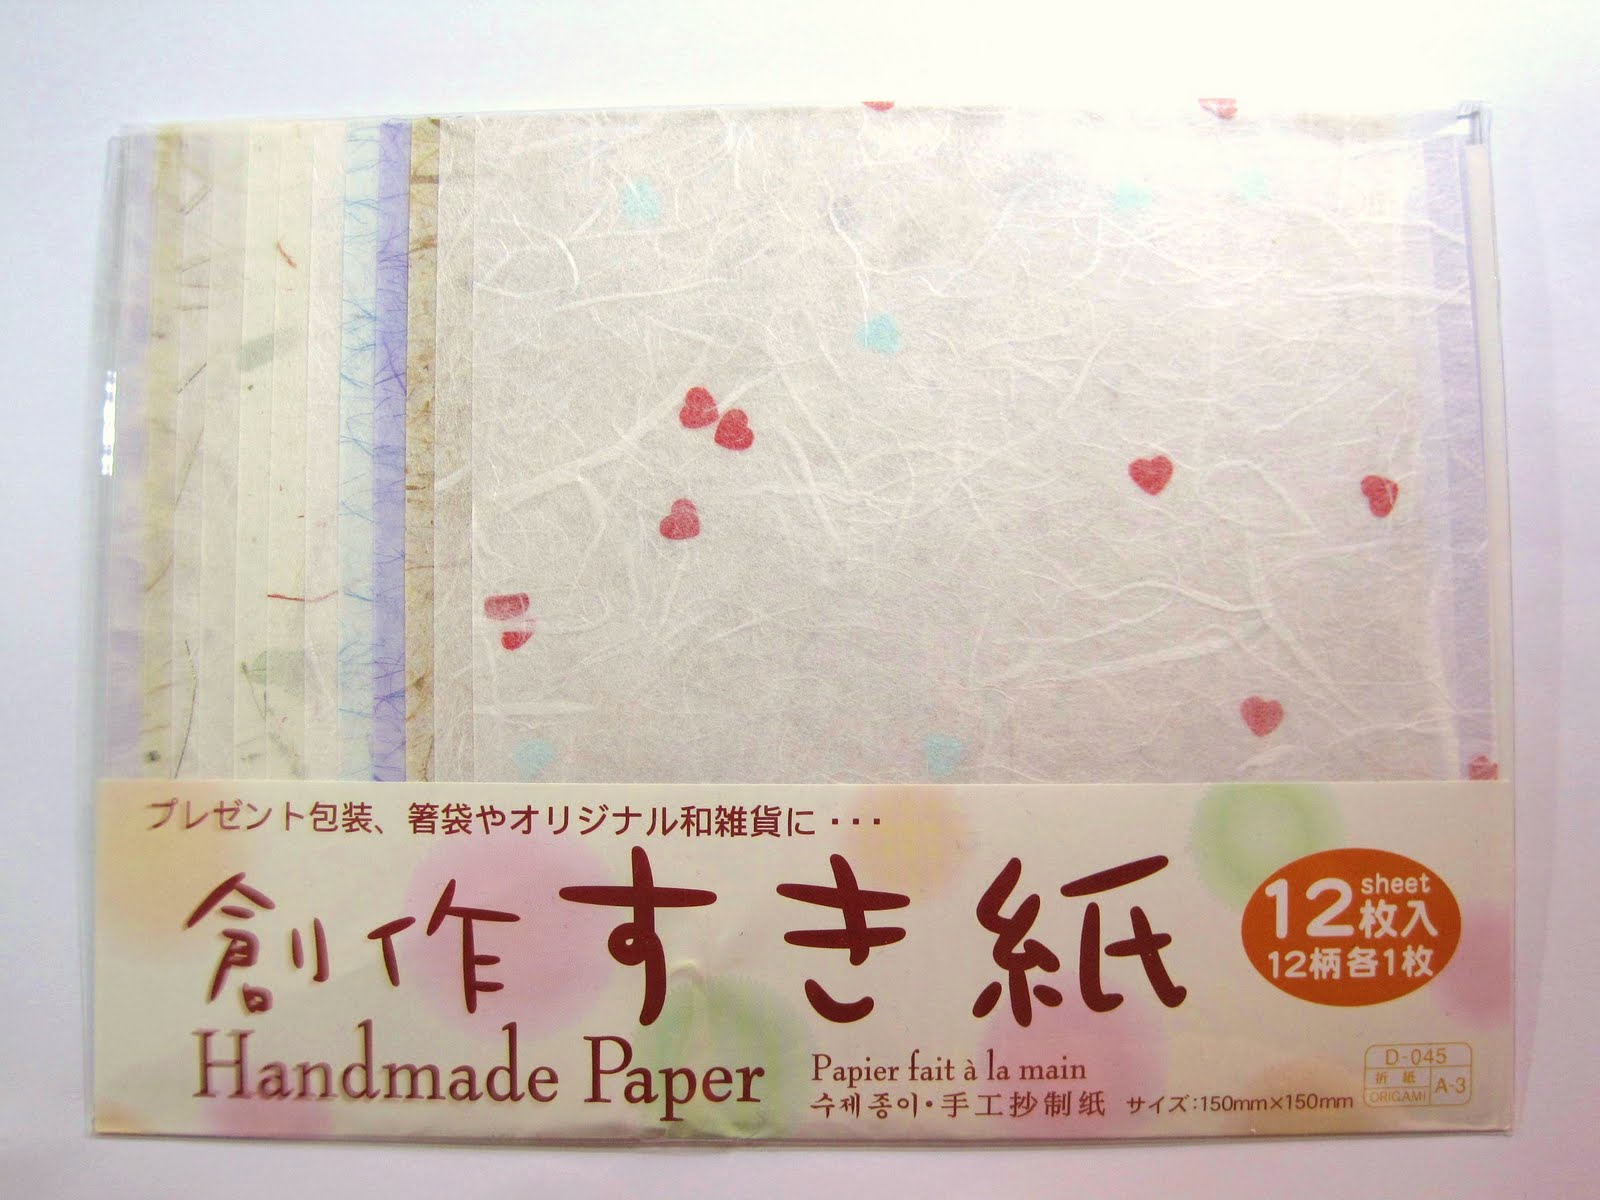 プレゼント包装、箸袋やオリジナル和雑貨に・・・
創作すき紙
12 sheet 枚入
12柄各1枚
Handmade Paper
Papier fait à la main
수제 종이・手工抄制纸 サイズ:150mm×150mm
D-045
折 紙
ORIGAMI
A-3